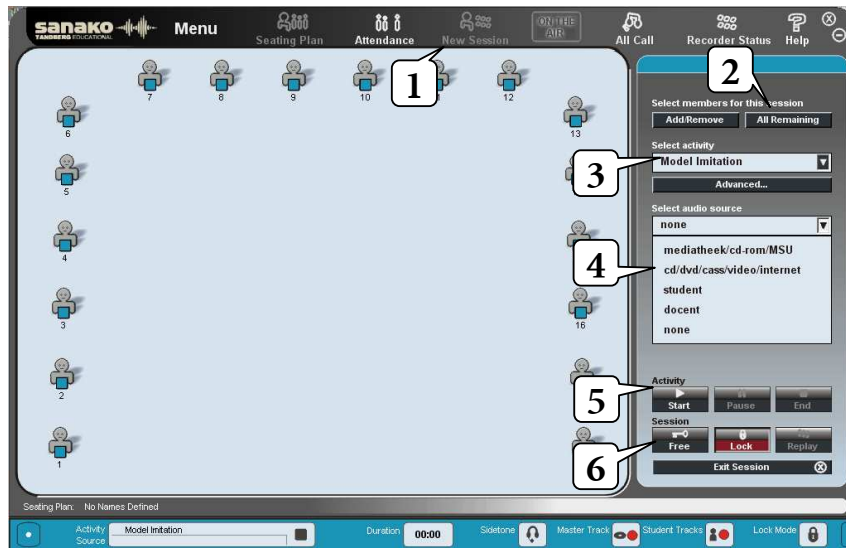 sanako
TANDBERG EDUCATIONAL
Menu
Seating Plan
Attendance
New Session
ON THE
AIR
All Call
Recorder Status
Help
1
2
3
4
5
6
7
8
9
10
12
6
13
5
4
3
16
2
1
Select members for this session
Add/Remove All Remaining
Select activity
Model Imitation
Advanced...
Select audio source
none
mediatheek/cd-rom/MSU
cd/dvd/cass/video/internet
student
docent
none
Activity
Start Pause End
Session
Free Lock Replay
Exit Session
Seating Plan: No Names Defined
Activity Model Imitation
Source
Duration 00:00
Sidetone
Master Track
Student Tracks
Lock Mode